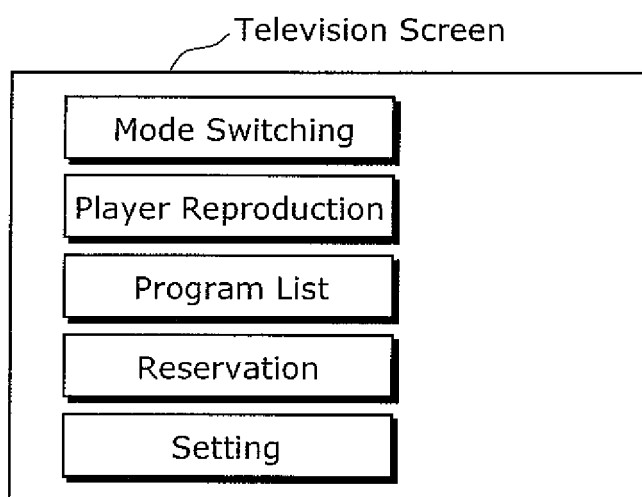 Television Screen
Mode Switching
Player Reproduction
Program List
Reservation
Setting